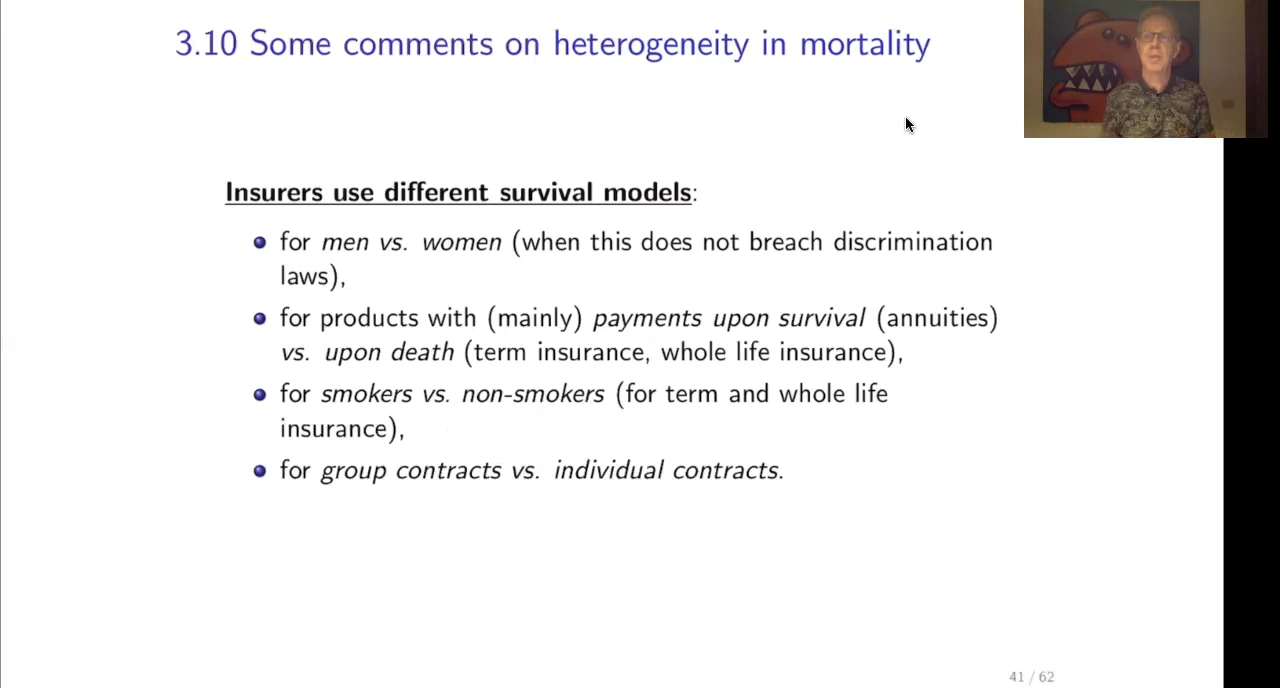 3.10 Some comments on heterogeneity in mortality
Insurers use different survival models:
for men vs. women (when this does not breach discrimination
laws),
for products with (mainly) payments upon survival (annuities)
vs. upon death (term insurance, whole life insurance),
for smokers vs. non-smokers (for term and whole life
insurance),
for group contracts vs. individual contracts.
41 / 62